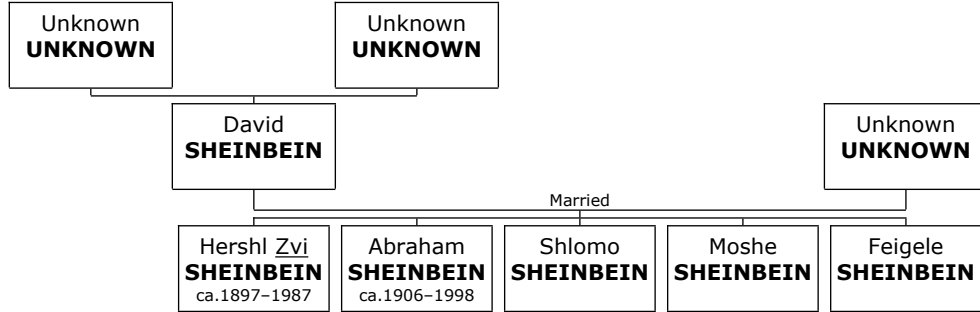 Unknown
UNKNOWN
Unknown
UNKNOWN
David
SHEINBEIN
Unknown
UNKNOWN
Married
Hershl Zvi
SHEINBEIN
ca.1897–1987
Abraham
SHEINBEIN
ca.1906–1998
Shlomo
SHEINBEIN
Moshe
SHEINBEIN
Feigele
SHEINBEIN